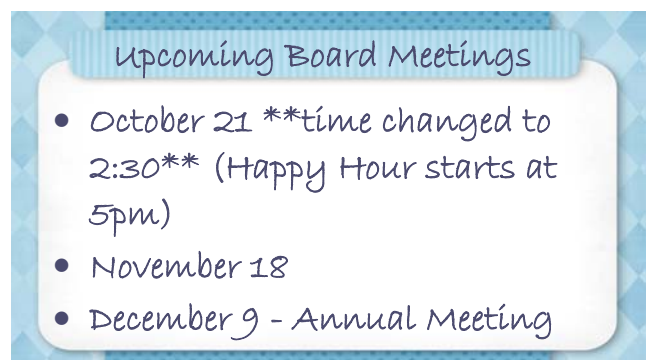 Upcoming Board Meetings
• October 21 **time changed to
2:30** (Happy Hour starts at
5pm)
• November 18
• December 9 - Annual Meeting